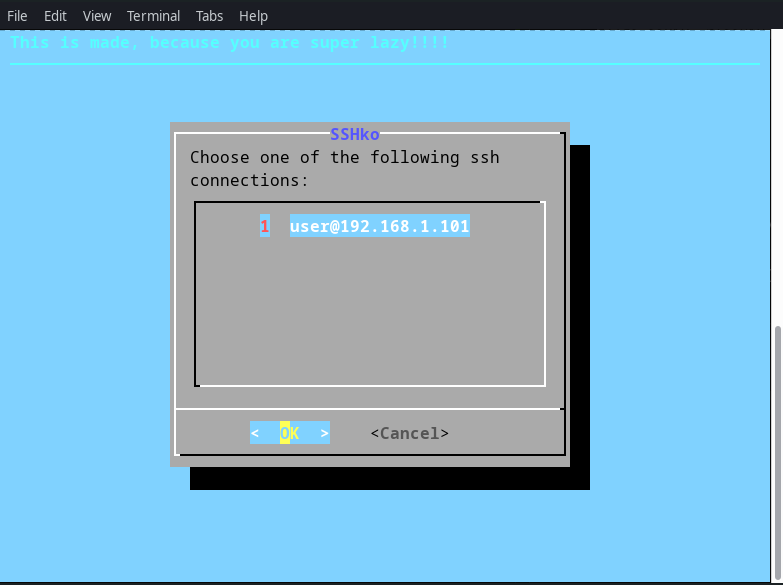 File Edit View Terminal Tabs Help
This is made, because you are super lazy!!!!
SSHko
Choose one of the following ssh
connections:
1 user@192.168.1.101
< OK > <Cancel>